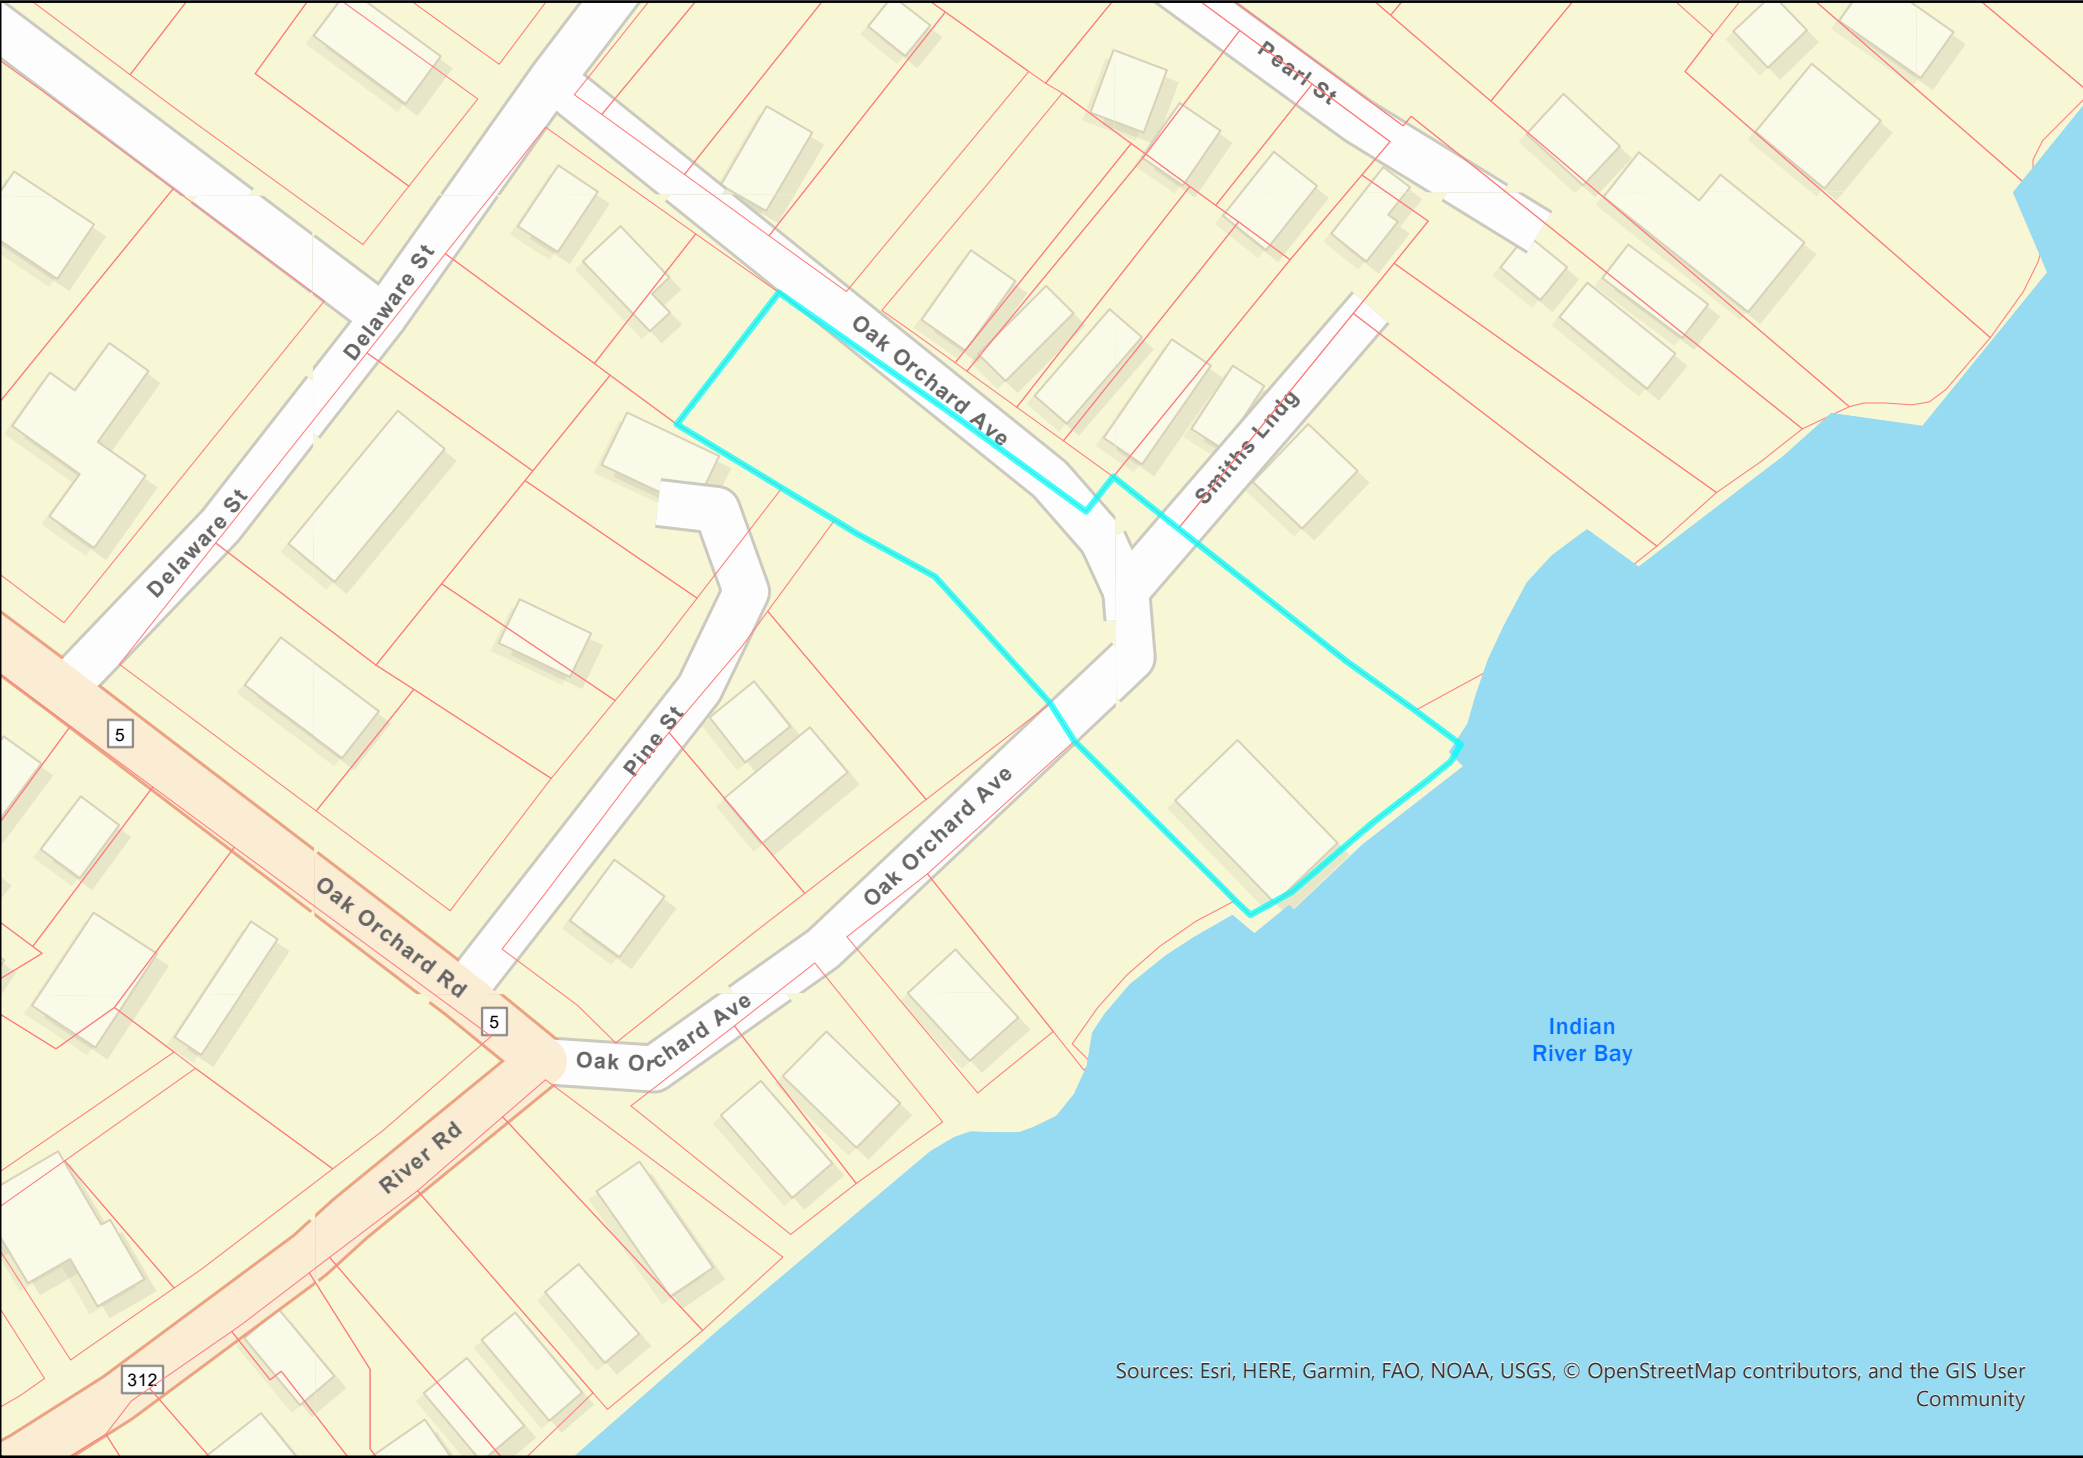 Pearl St
Delaware St
Oak Orchard Ave
Smiths Lndg
Delaware St
5
Pine St
Oak Orchard Ave
Oak Orchard Rd
5
Oak Orchard Ave
Indian
River Bay
River Rd
312
Sources: Esri, HERE, Garmin, FAO, NOAA, USGS, © OpenStreetMap contributors, and the GIS User
Community